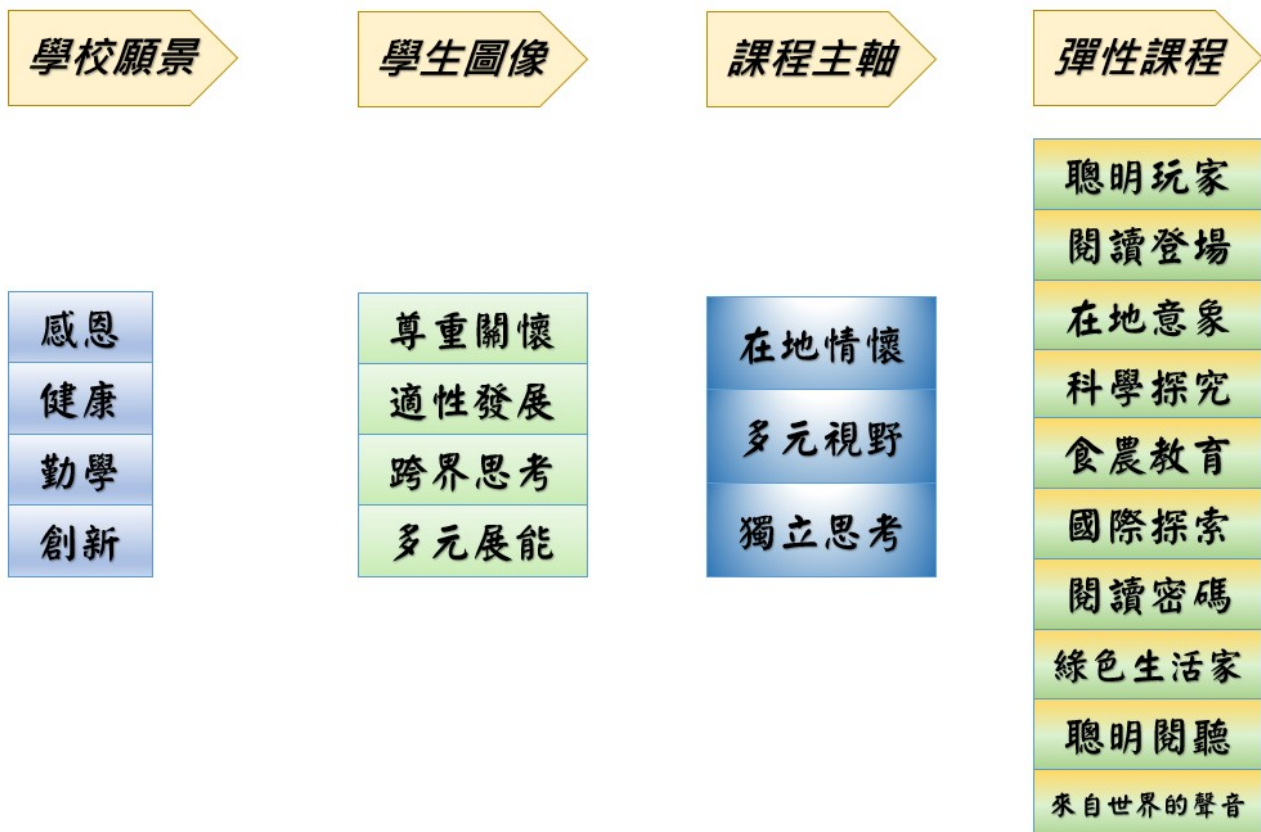 學校願景
感恩
健康
勤學
創新
學生圖像
尊重關懷
適性發展
跨界思考
多元展能
課程主軸
在地情懷
多元視野
獨立思考
彈性課程
聰明玩家
閱讀登場
在地意象
科學探究
食農教育
國際探索
閱讀密碼
綠色生活家
聰明閱聽
來自世界的聲音